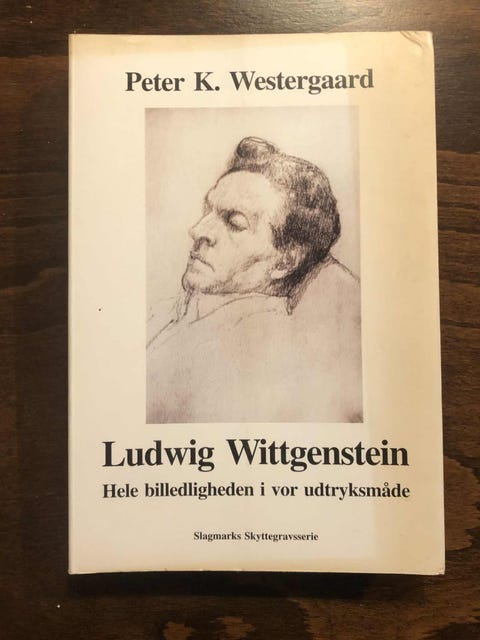 Peter K. Westergaard
Ludwig Wittgenstein
Hele billedligheden i vor udtryksmåde
Slagmarks Skyttegravsserie